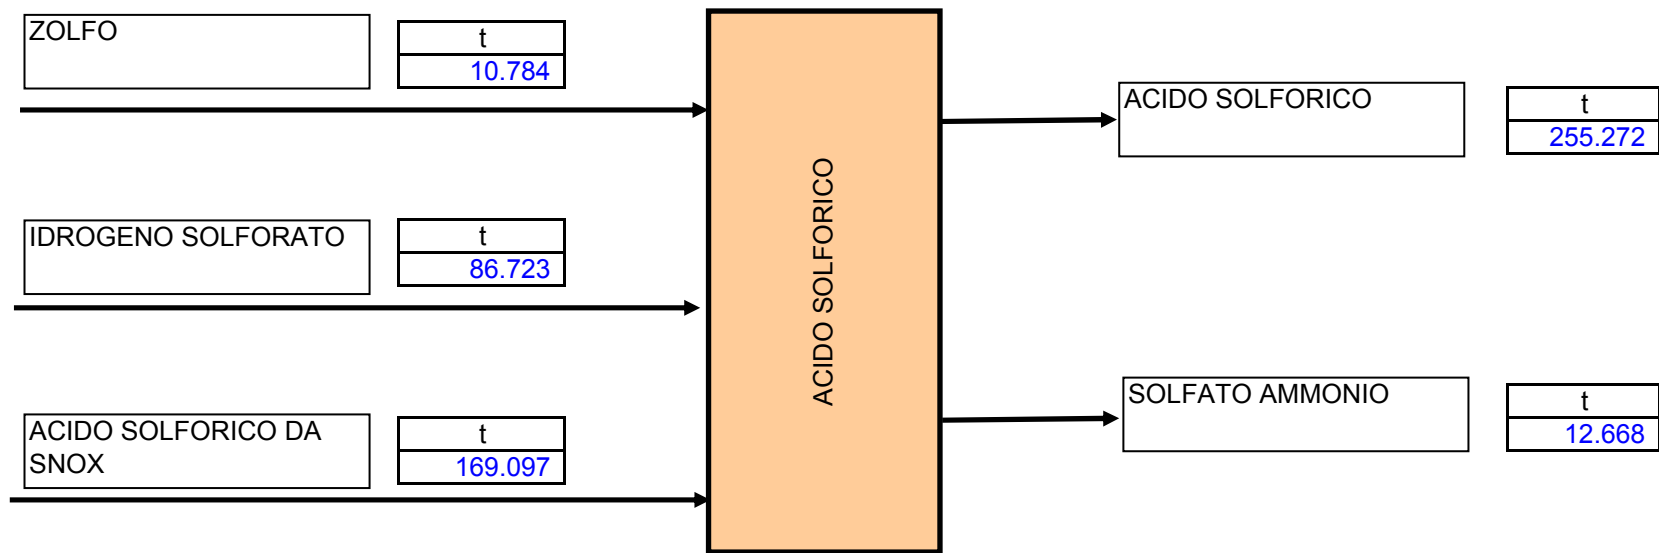 ZOLFO
t
10.784
IDROGENO SOLFORATO
t
86.723
ACIDO SOLFORICO DA
SNOX
t
169.097
ACIDO SOLFORICO
ACIDO SOLFORICO
t
255.272
SOLFATO AMMONIO
t
12.668